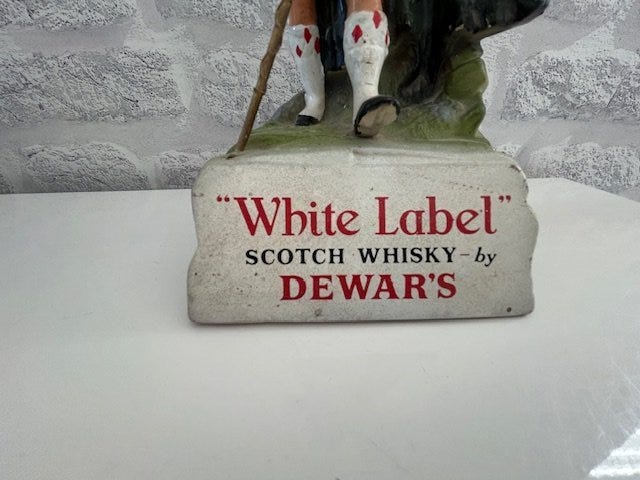 "White Label"
SCOTCH WHISKY - by
DEWAR'S